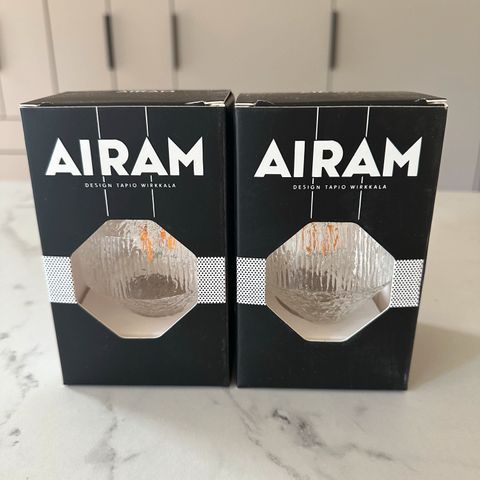 AIRAM
DESIGN TAPIO WIRKKALA
AIRAM
DESIGN TAPIO WIRKKALA